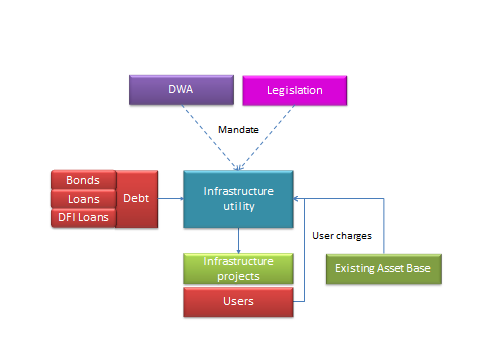 DWA
Legislation
Mandate
Bonds
Loans
DFI Loans
Debt
Infrastructure
utility
User charges
Infrastructure
projects
Existing Asset Base
Users